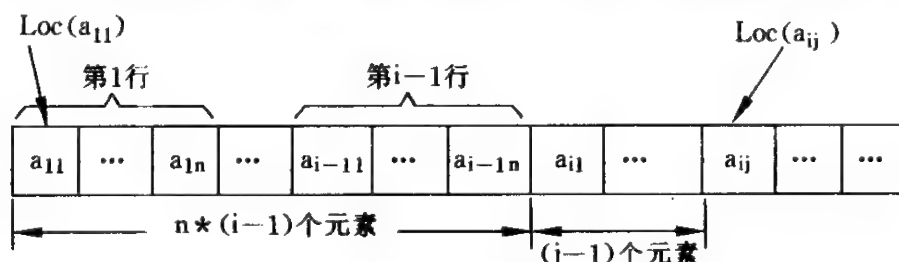 Loc(a₁₁) Loc(aᵢⱼ)
第1行 第i-1行
a₁₁ ··· a₁ₙ ··· aᵢ₋₁₁ ··· aᵢ₋₁ₙ aᵢ₁ ··· aᵢⱼ ··· ···
n*(i-1)个元素
(j-1)个元素